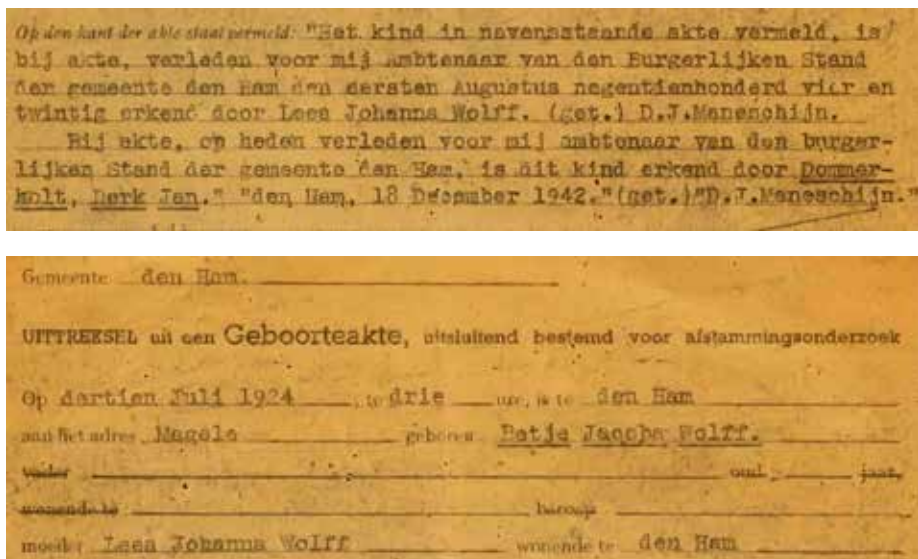 Op den kant der akte staat vermeld: "Het kind in nevenstaande akte vermeld, is
bij akte, verleden voor mij Ambtenaar van den Burgerlijken Stand
der gemeente den Ham den eersten Augustus negentienhonderd vier en
twintig erkend door Leea Johanna Wolff. (get.) D.J.Maneschijn.
Bij akte, op heden verleden voor mij ambtenaar van den burger-
lijken Stand der gemeente den Ham, is dit kind erkend door Dommer-
holt, Derk Jan." "den Ham, 18 December 1942."(get.)"D.J.Maneschijn."
Gemeente den Ham.
UITTREKSEL uit een Geboorteakte, uitsluitend bestemd voor afstammingsonderzoek
Op dertien Juli 1924, te drie ure, is te den Ham
aan het adres Magele geboren Betje Jacoba Wolff.
vader oud jaar,
wonende te beroep
moeder Leea Johanna Wolff wonende te den Ham